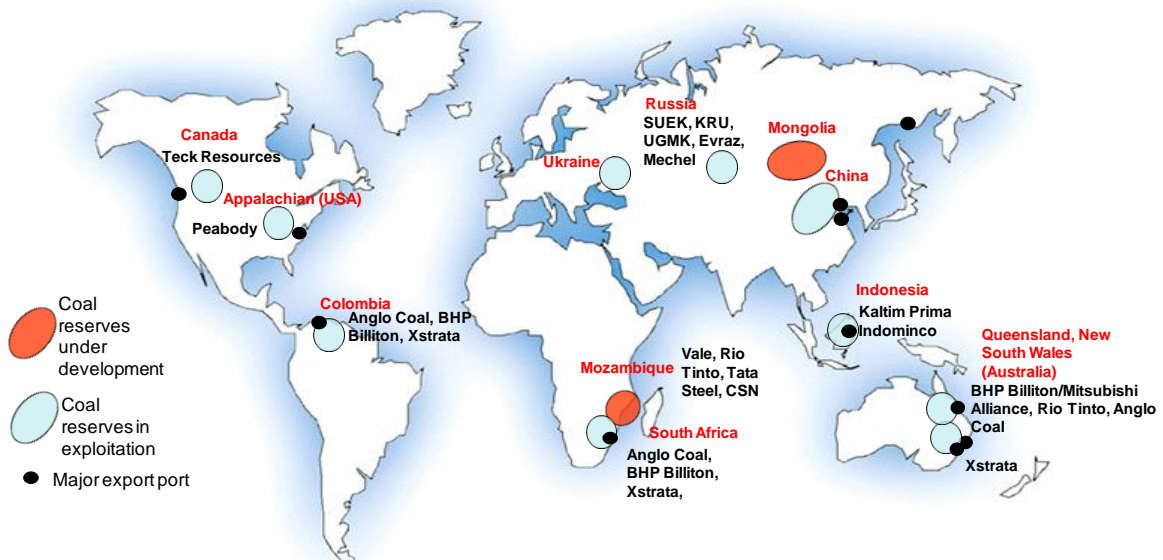 Canada
Teck Resources
Appalachian (USA)
Peabody
Colombia
Anglo Coal, BHP
Billiton, Xstrata
Russia
SUEK, KRU,
UGMK, Evraz,
Mechel
Ukraine
Mongolia
China
Indonesia
Kaltim Prima
Indominco
Queensland, New
South Wales
(Australia)
BHP Billiton/Mitsubishi
Alliance, Rio Tinto, Anglo
Coal
Xstrata
Mozambique
Vale, Rio
Tinto, Tata
Steel, CSN
South Africa
Anglo Coal,
BHP Billiton,
Xstrata,
Coal
reserves
under
development
Coal
reserves in
exploitation
Major export port